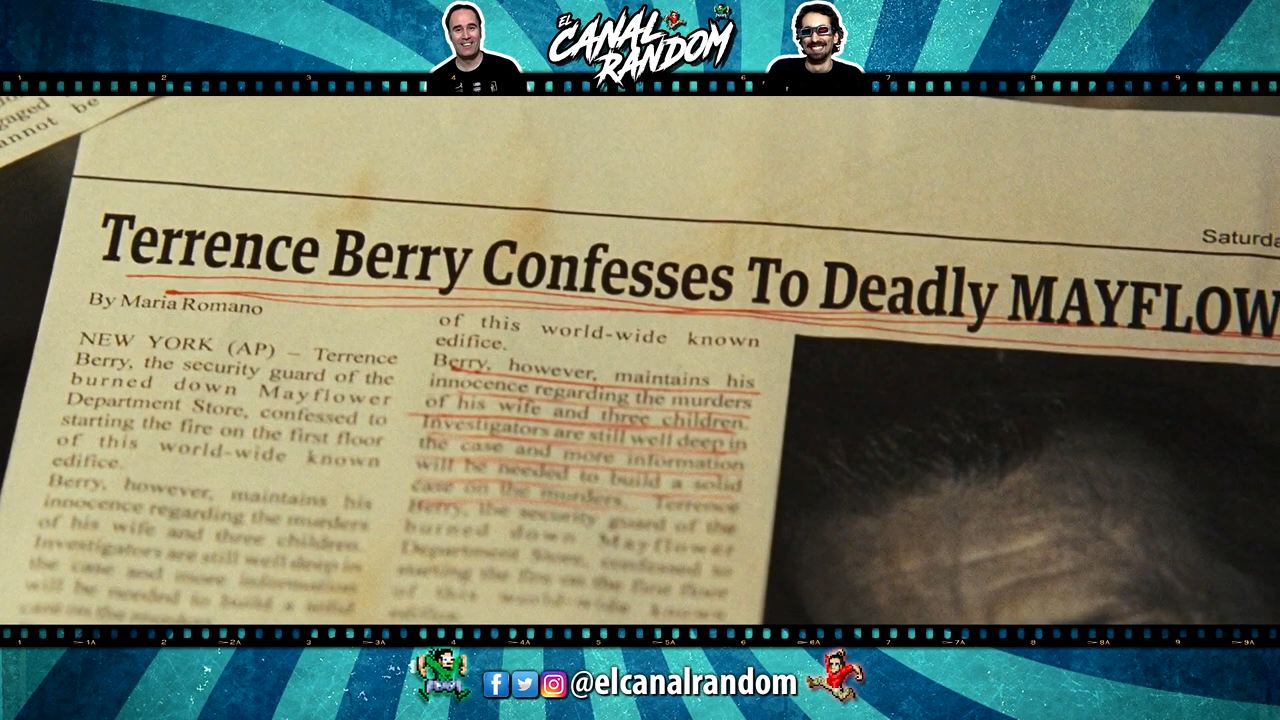 EL
CANAL
RANDOM
gaged
annot be
Saturda
Terrence Berry Confesses To Deadly MAYFLOW
By Maria Romano
NEW YORK (AP) – Terrence
Berry, the security guard of the
burned down Mayflower
Department Store, confessed to
starting the fire on the first floor
of this world-wide known
edifice.
Berry, however, maintains his
innocence regarding the murders
of his wife and three children.
Investigators are still well deep in
the case and more information
will be needed to build a solid
case on the murders.
of this world-wide known
edifice.
Berry, however, maintains his
innocence regarding the murders
of his wife and three children.
Investigators are still well deep in
the case and more information
will be needed to build a solid
case on the murders. Terrence
Berry, the security guard of the
burned down Mayflower
Department Store, confessed to
starting the fire on the first floor
of this world-wide known
edifice.
@elcanalrandom